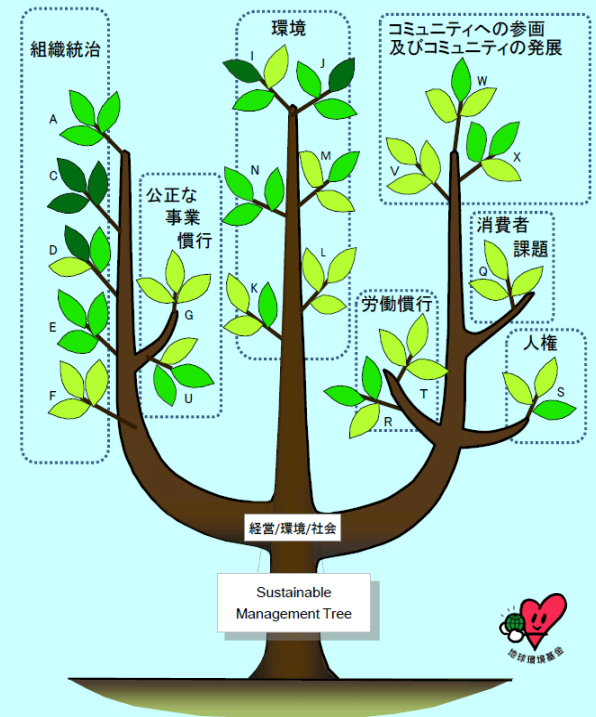 組織統治
環境
コミュニティへの参画
及びコミュニティの発展
A
C
D
E
F
公正な
事業
慣行
G
U
I
J
N
M
K
L
W
V
X
消費者
課題
Q
労働慣行
T
R
人権
S
経営/環境/社会
Sustainable
Management Tree
地球環境基金